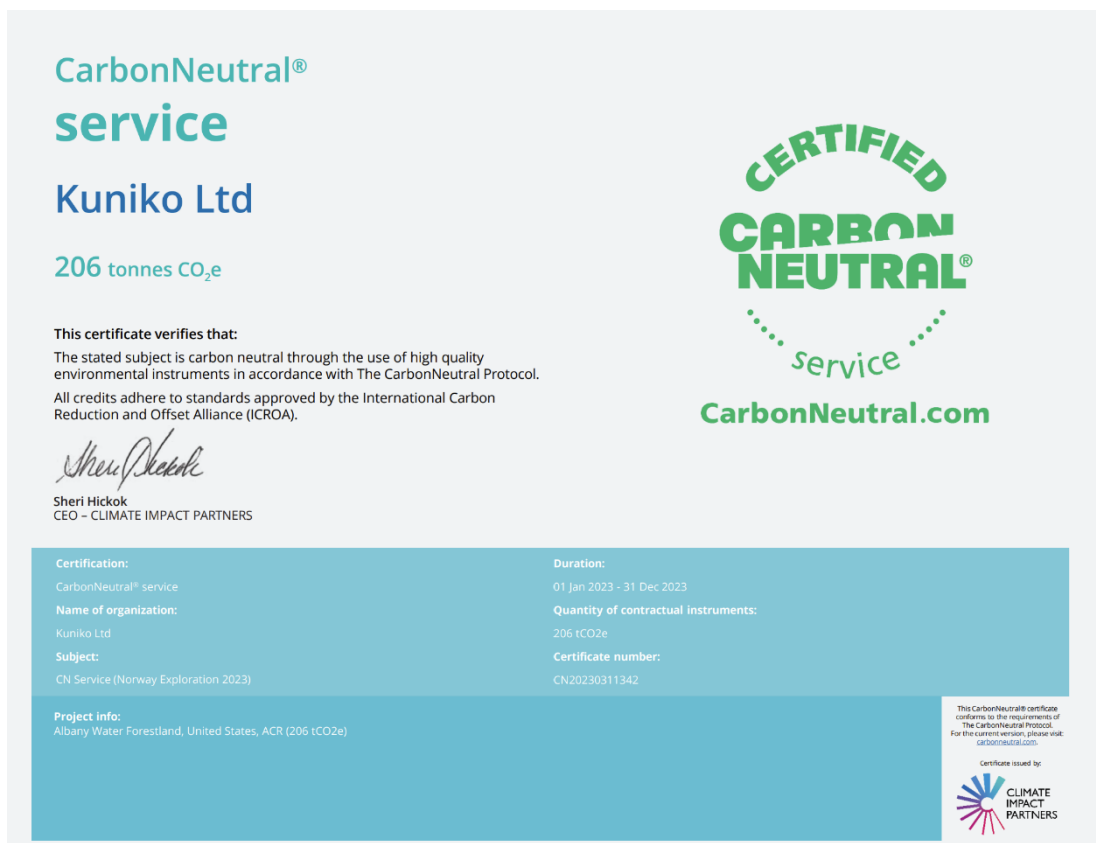 CarbonNeutral®
service
Kuniko Ltd
206 tonnes CO₂e
This certificate verifies that:
The stated subject is carbon neutral through the use of high quality
environmental instruments in accordance with The CarbonNeutral Protocol.
All credits adhere to standards approved by the International Carbon
Reduction and Offset Alliance (ICROA).
Sheri Hickok
Sheri Hickok
CEO – CLIMATE IMPACT PARTNERS
CERTIFIED
CARBON
NEUTRAL®
service
CarbonNeutral.com
Certification:
CarbonNeutral® service
Name of organization:
Kuniko Ltd
Subject:
CN Service (Norway Exploration 2023)
Duration:
01 Jan 2023 - 31 Dec 2023
Quantity of contractual instruments:
206 tCO2e
Certificate number:
CN20230311342
Project info:
Albany Water Forestland, United States, ACR (206 tCO2e)
This CarbonNeutral® certificate
conforms to the requirements of
The CarbonNeutral Protocol.
For the current version, please visit:
carbonneutral.com.
Certificate issued by:
CLIMATE
IMPACT
PARTNERS